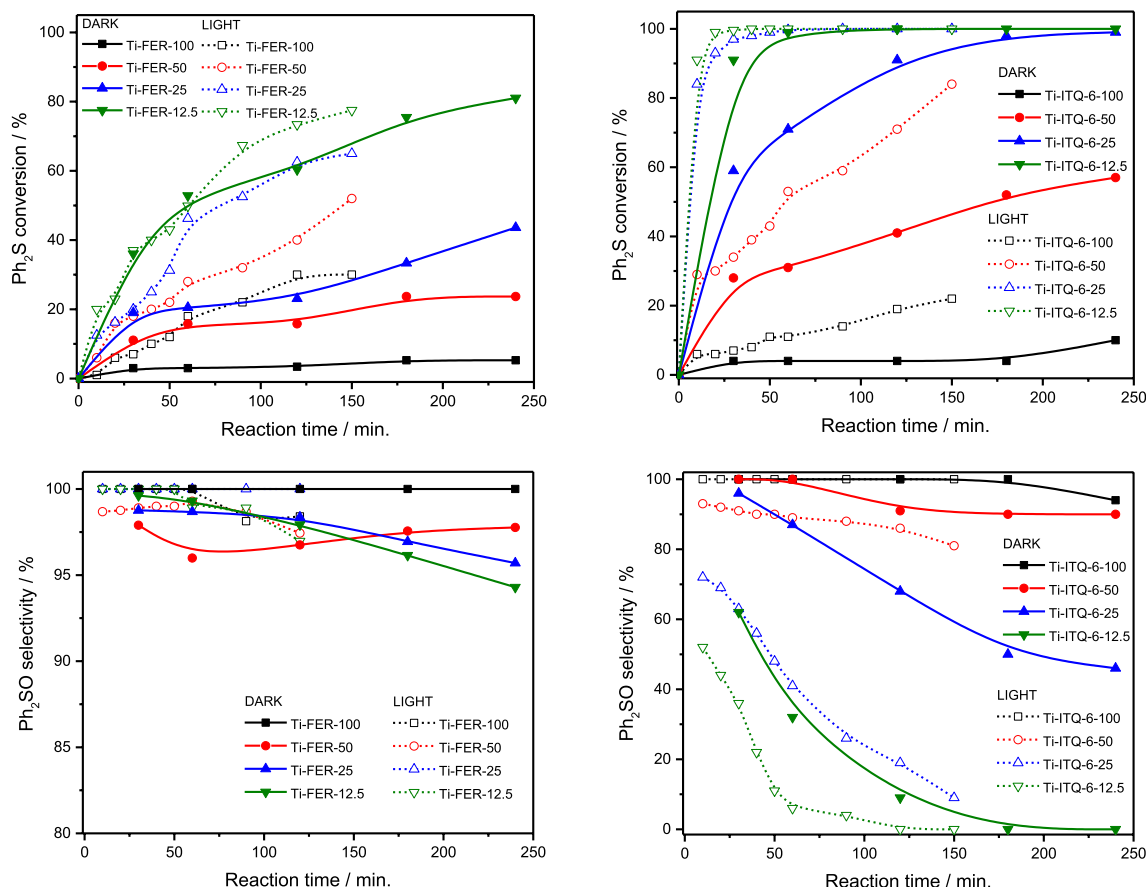 DARK LIGHT
Ti-FER-100 Ti-FER-100
Ti-FER-50 Ti-FER-50
Ti-FER-25 Ti-FER-25
Ti-FER-12.5 Ti-FER-12.5
Ph2S conversion / %
100
80
60
40
20
0
0 50 100 150 200 250
Reaction time / min.
DARK
Ti-ITQ-6-100
Ti-ITQ-6-50
Ti-ITQ-6-25
Ti-ITQ-6-12.5
LIGHT
Ti-ITQ-6-100
Ti-ITQ-6-50
Ti-ITQ-6-25
Ti-ITQ-6-12.5
Ph2S conversion / %
100
80
60
40
20
0
0 50 100 150 200 250
Reaction time / min.
DARK LIGHT
Ti-FER-100 Ti-FER-100
Ti-FER-50 Ti-FER-50
Ti-FER-25 Ti-FER-25
Ti-FER-12.5 Ti-FER-12.5
Ph2SO selectivity / %
100
95
90
85
80
0 50 100 150 200 250
Reaction time / min.
DARK
Ti-ITQ-6-100
Ti-ITQ-6-50
Ti-ITQ-6-25
Ti-ITQ-6-12.5
LIGHT
Ti-ITQ-6-100
Ti-ITQ-6-50
Ti-ITQ-6-25
Ti-ITQ-6-12.5
Ph2SO selectivity / %
100
80
60
40
20
0
0 50 100 150 200 250
Reaction time / min.